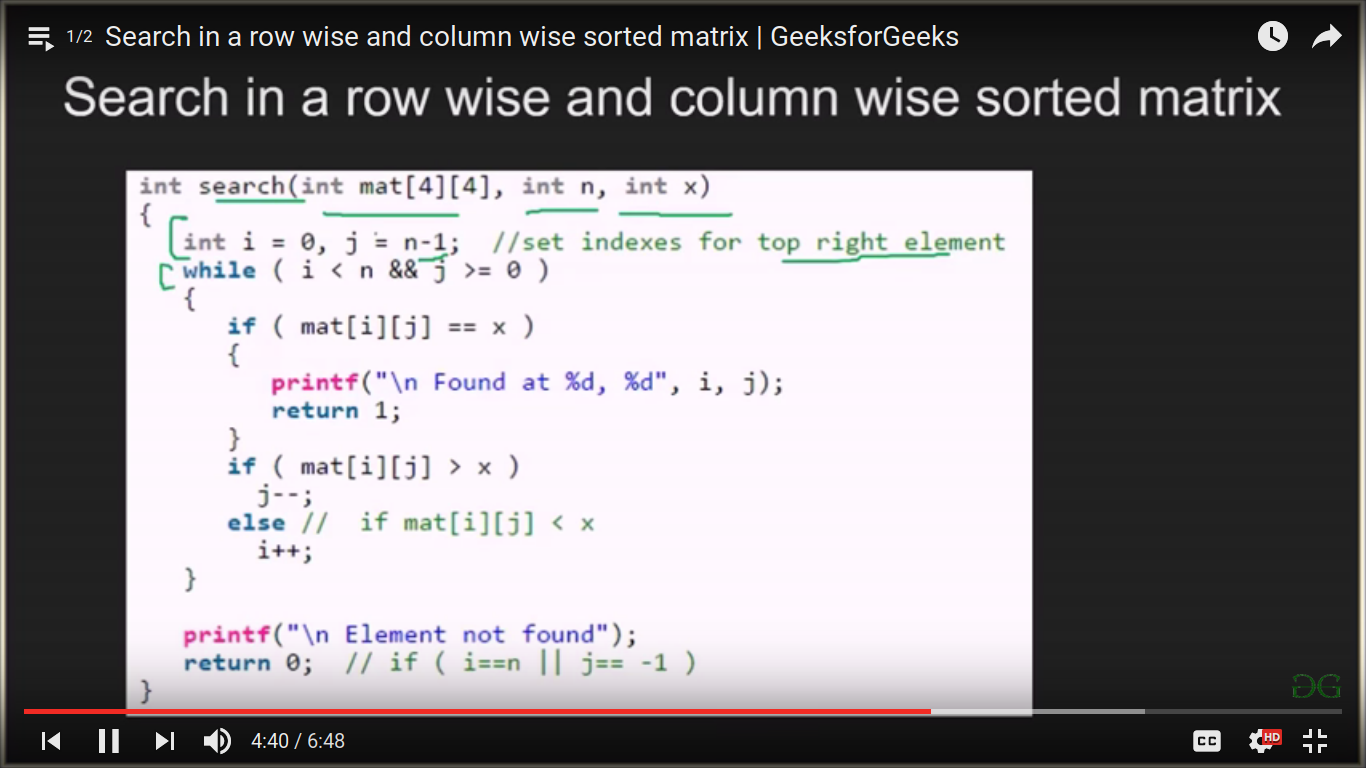 1/2 Search in a row wise and column wise sorted matrix | GeeksforGeeks
Search in a row wise and column wise sorted matrix
int search(int mat[4][4], int n, int x)
{
int i = 0, j = n-1;  //set indexes for top right element
while ( i < n && j >= 0 )
{
if ( mat[i][j] == x )
{
printf("\n Found at %d, %d", i, j);
return 1;
}
if ( mat[i][j] > x )
j--;
else //  if mat[i][j] < x
i++;
}
printf("\n Element not found");
return 0;  // if ( i==n || j== -1 )
}
4:40 / 6:48 CC HD